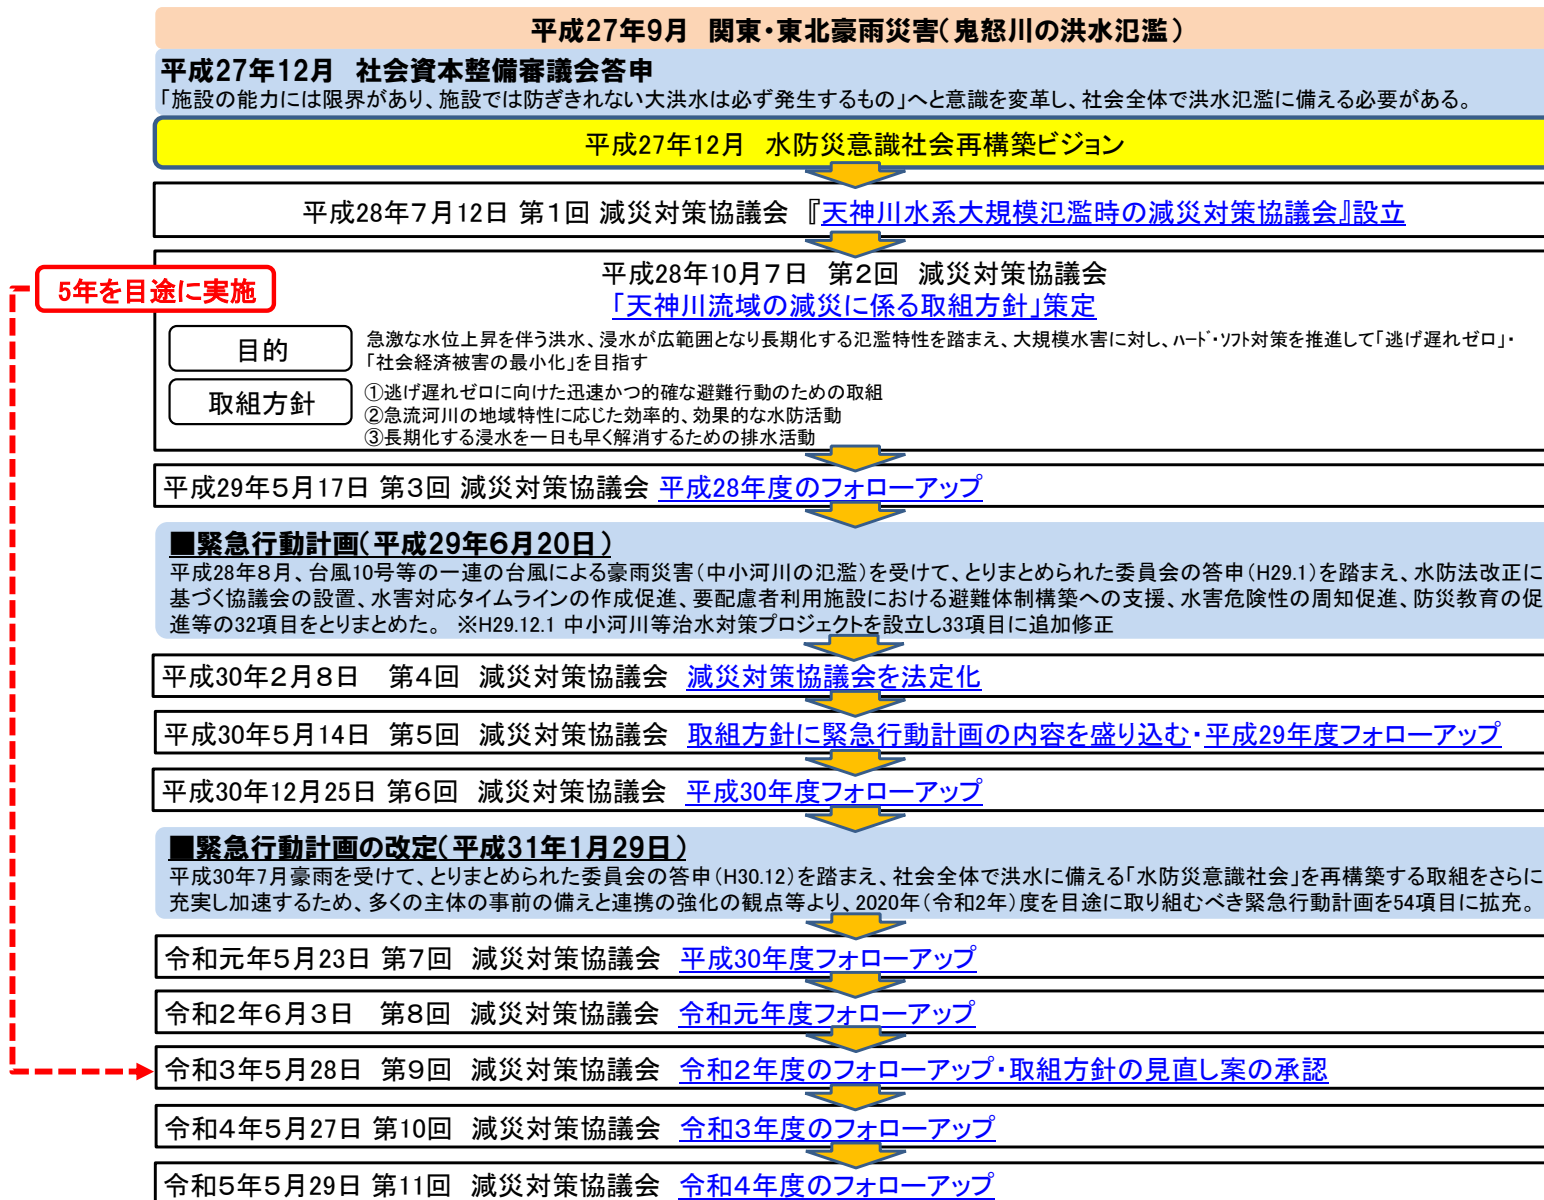 平成27年9月 関東・東北豪雨災害(鬼怒川の洪水氾濫)
平成27年12月 社会資本整備審議会答申
「施設の能力には限界があり、施設では防ぎきれない大洪水は必ず発生するもの」へと意識を変革し、社会全体で洪水氾濫に備える必要がある。
平成27年12月 水防災意識社会再構築ビジョン
平成28年7月12日 第1回 減災対策協議会 『天神川水系大規模氾濫時の減災対策協議会』設立
5年を目途に実施
平成28年10月7日 第2回 減災対策協議会
「天神川流域の減災に係る取組方針」策定
目的
急激な水位上昇を伴う洪水、浸水が広範囲となり長期化する氾濫特性を踏まえ、大規模水害に対し、ハード・ソフト対策を推進して「逃げ遅れゼロ」・
「社会経済被害の最小化」を目指す
取組方針
①逃げ遅れゼロに向けた迅速かつ的確な避難行動のための取組
②急流河川の地域特性に応じた効率的、効果的な水防活動
③長期化する浸水を一日も早く解消するための排水活動
平成29年5月17日 第3回 減災対策協議会 平成28年度のフォローアップ
■緊急行動計画(平成29年6月20日)
平成28年8月、台風10号等の一連の台風による豪雨災害(中小河川の氾濫)を受けて、とりまとめられた委員会の答申(H29.1)を踏まえ、水防法改正に
基づく協議会の設置、水害対応タイムラインの作成促進、要配慮者利用施設における避難体制構築への支援、水害危険性の周知促進、防災教育の促
進等の32項目をとりまとめた。 ※H29.12.1 中小河川等治水対策プロジェクトを設立し33項目に追加修正
平成30年2月8日 第4回 減災対策協議会 減災対策協議会を法定化
平成30年5月14日 第5回 減災対策協議会 取組方針に緊急行動計画の内容を盛り込む・平成29年度フォローアップ
平成30年12月25日 第6回 減災対策協議会 平成30年度フォローアップ
■緊急行動計画の改定(平成31年1月29日)
平成30年7月豪雨を受けて、とりまとめられた委員会の答申(H30.12)を踏まえ、社会全体で洪水に備える「水防災意識社会」を再構築する取組をさらに
充実し加速するため、多くの主体の事前の備えと連携の強化の観点等より、2020年(令和2年)度を目途に取り組むべき緊急行動計画を54項目に拡充。
令和元年5月23日 第7回 減災対策協議会 平成30年度フォローアップ
令和2年6月3日 第8回 減災対策協議会 令和元年度フォローアップ
令和3年5月28日 第9回 減災対策協議会 令和2年度のフォローアップ・取組方針の見直し案の承認
令和4年5月27日 第10回 減災対策協議会 令和3年度のフォローアップ
令和5年5月29日 第11回 減災対策協議会 令和4年度のフォローアップ